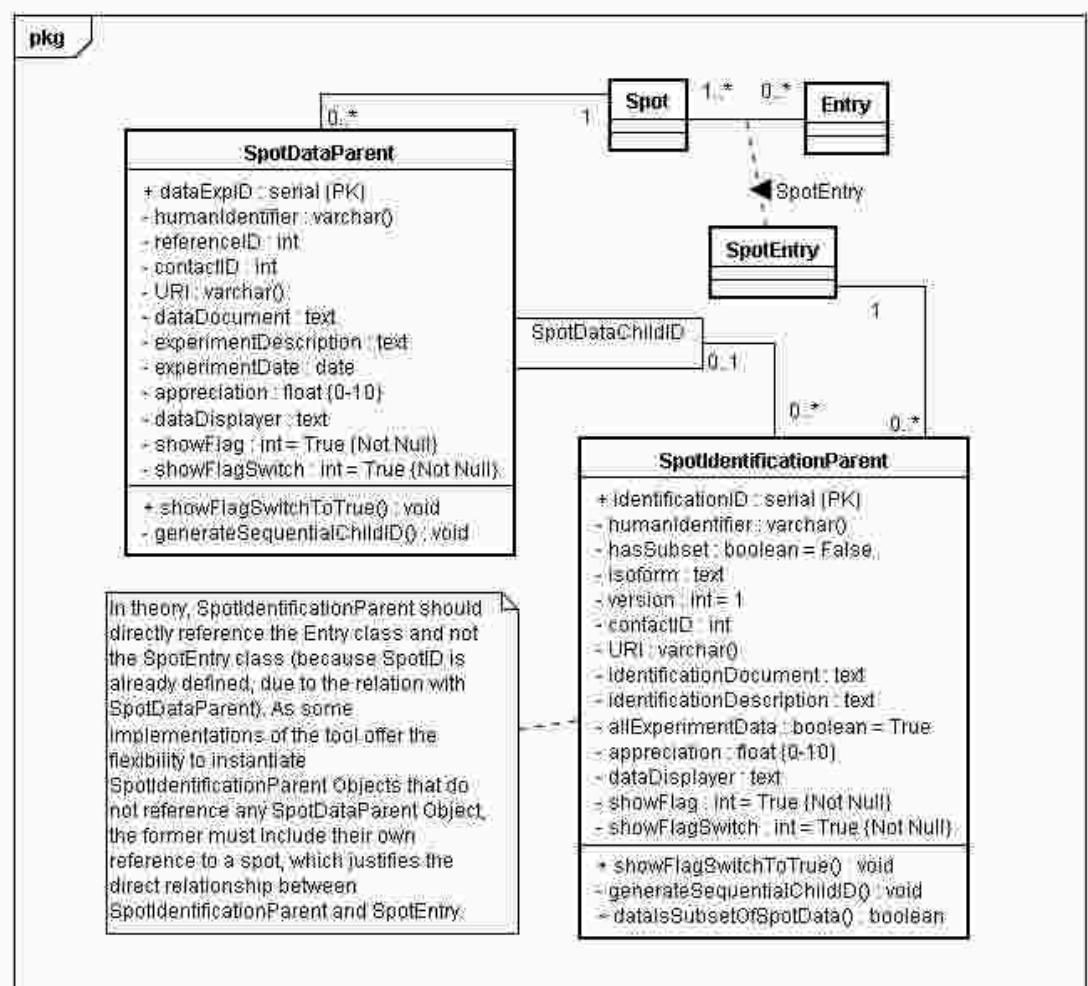 pkg
Spot
1..*
0..*
Entry
0..*
1
SpotDataParent
+ dataExpID : serial {PK}
- humanIdentifier : varchar()
- referenceID : int
- contactID : int
- URI : varchar()
- dataDocument : text
- experimentDescription : text
- experimentDate : date
- appreciation : float {0-10}
- dataDisplayer : text
- showFlag : int = True {Not Null}
- showFlagSwitch : int = True {Not Null}
+ showFlagSwitchToTrue() : void
- generateSequentialChildID() : void
SpotEntry
SpotEntry
1
SpotDataChildID
0..1
0..*
0..*
SpotIdentificationParent
+ identificationID : serial {PK}
- humanIdentifier : varchar()
- hasSubset : boolean = False
- isoform : text
- version : int = 1
- contactID : int
- URI : varchar()
- identificationDocument : text
- identificationDescription : text
- allExperimentData : boolean = True
- appreciation : float {0-10}
- dataDisplayer : text
- showFlag : int = True {Not Null}
- showFlagSwitch : int = True {Not Null}
+ showFlagSwitchToTrue() : void
- generateSequentialChildID() : void
- dataIsSubsetOfSpotData() : boolean
In theory, SpotIdentificationParent should
directly reference the Entry class and not
the SpotEntry class (because SpotID is
already defined, due to the relation with
SpotDataParent). As some
implementations of the tool offer the
flexibility to instantiate
SpotIdentificationParent Objects that do
not reference any SpotDataParent Object,
the former must include their own
reference to a spot, which justifies the
direct relationship between
SpotIdentificationParent and SpotEntry.